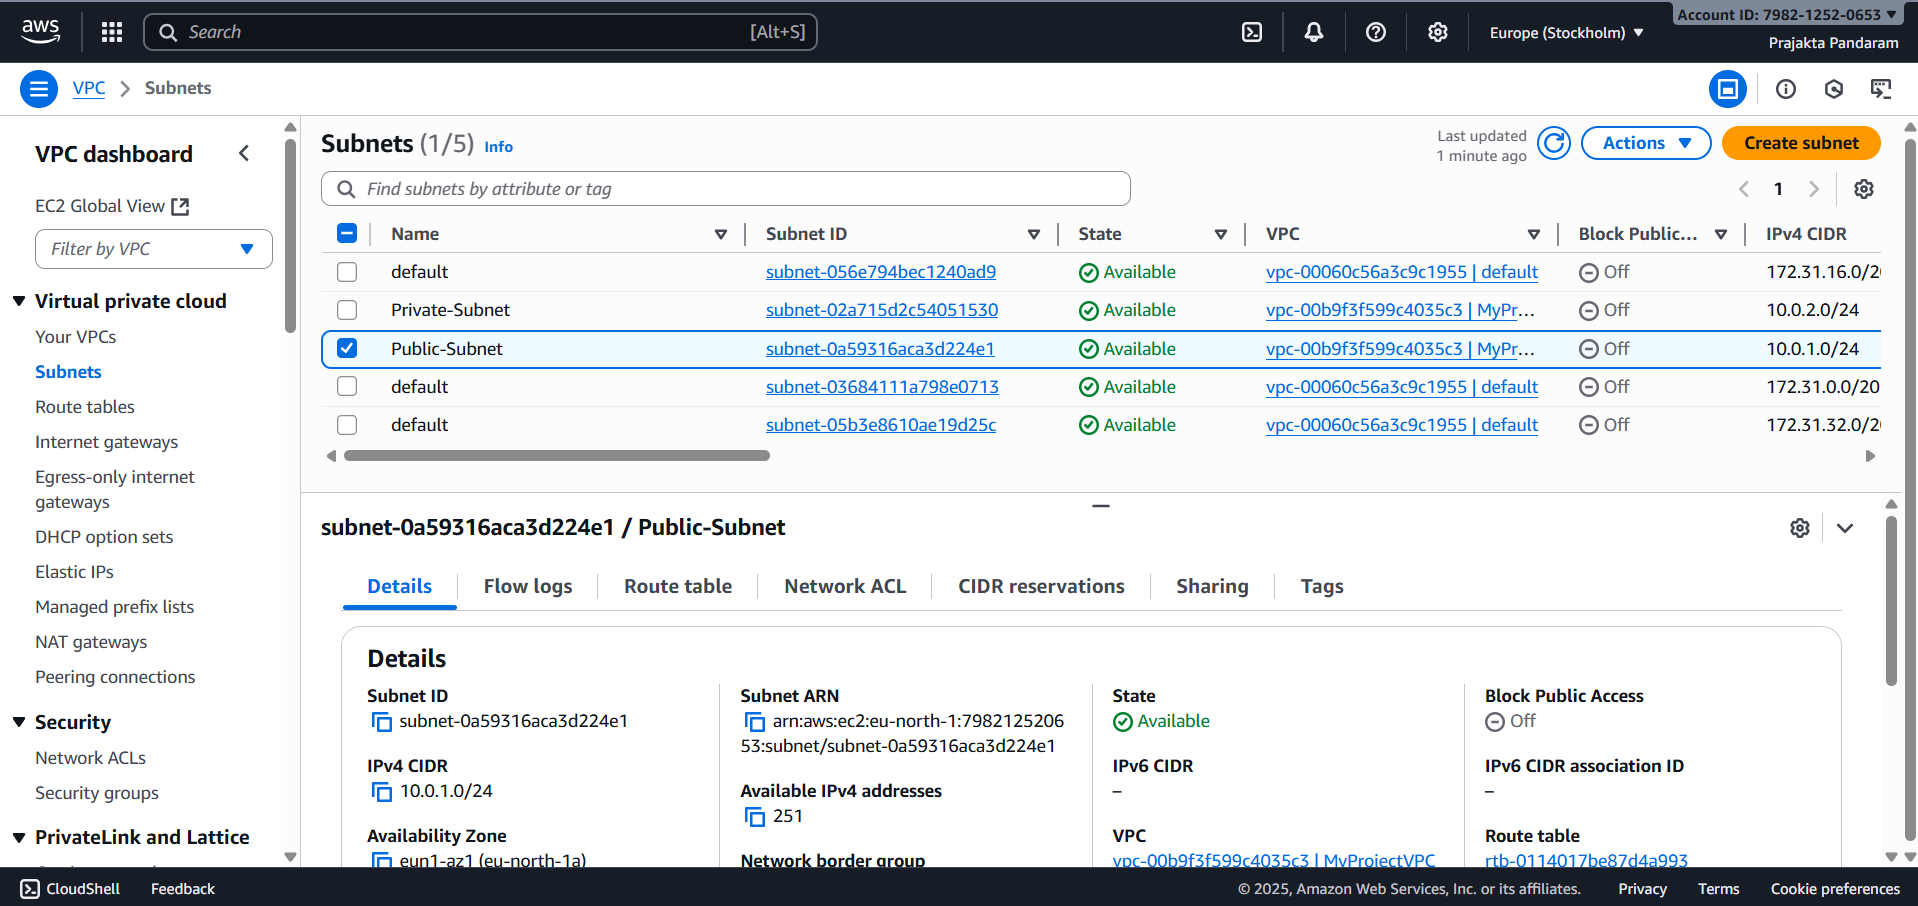 aws
Search [Alt+S]
Europe (Stockholm)
Account ID: 7982-1252-0653
Prajakta Pandaram
VPC > Subnets
VPC dashboard
EC2 Global View
Filter by VPC
Virtual private cloud
Your VPCs
Subnets
Route tables
Internet gateways
Egress-only internet
gateways
DHCP option sets
Elastic IPs
Managed prefix lists
NAT gateways
Peering connections
Security
Network ACLs
Security groups
PrivateLink and Lattice
Subnets (1/5) Info
Last updated
1 minute ago
Actions
Create subnet
Find subnets by attribute or tag
1
Name Subnet ID State VPC Block Public... IPv4 CIDR
default subnet-056e794bec1240ad9 Available vpc-00060c56a3c9c1955 | default Off 172.31.16.0/20
Private-Subnet subnet-02a715d2c54051530 Available vpc-00b9f3f599c4035c3 | MyPr... Off 10.0.2.0/24
Public-Subnet subnet-0a59316aca3d224e1 Available vpc-00b9f3f599c4035c3 | MyPr... Off 10.0.1.0/24
default subnet-03684111a798e0713 Available vpc-00060c56a3c9c1955 | default Off 172.31.0.0/20
default subnet-05b3e8610ae19d25c Available vpc-00060c56a3c9c1955 | default Off 172.31.32.0/20
subnet-0a59316aca3d224e1 / Public-Subnet
Details Flow logs Route table Network ACL CIDR reservations Sharing Tags
Details
Subnet ID
subnet-0a59316aca3d224e1
IPv4 CIDR
10.0.1.0/24
Availability Zone
eun1-az1 (eu-north-1a)
Subnet ARN
arn:aws:ec2:eu-north-1:7982125206
53:subnet/subnet-0a59316aca3d224e1
Available IPv4 addresses
251
Network border group
State
Available
IPv6 CIDR
–
VPC
vpc-00b9f3f599c4035c3 | MyProjectVPC
Block Public Access
Off
IPv6 CIDR association ID
–
Route table
rtb-0114017be87d4a993
CloudShell Feedback
© 2025, Amazon Web Services, Inc. or its affiliates. Privacy Terms Cookie preferences